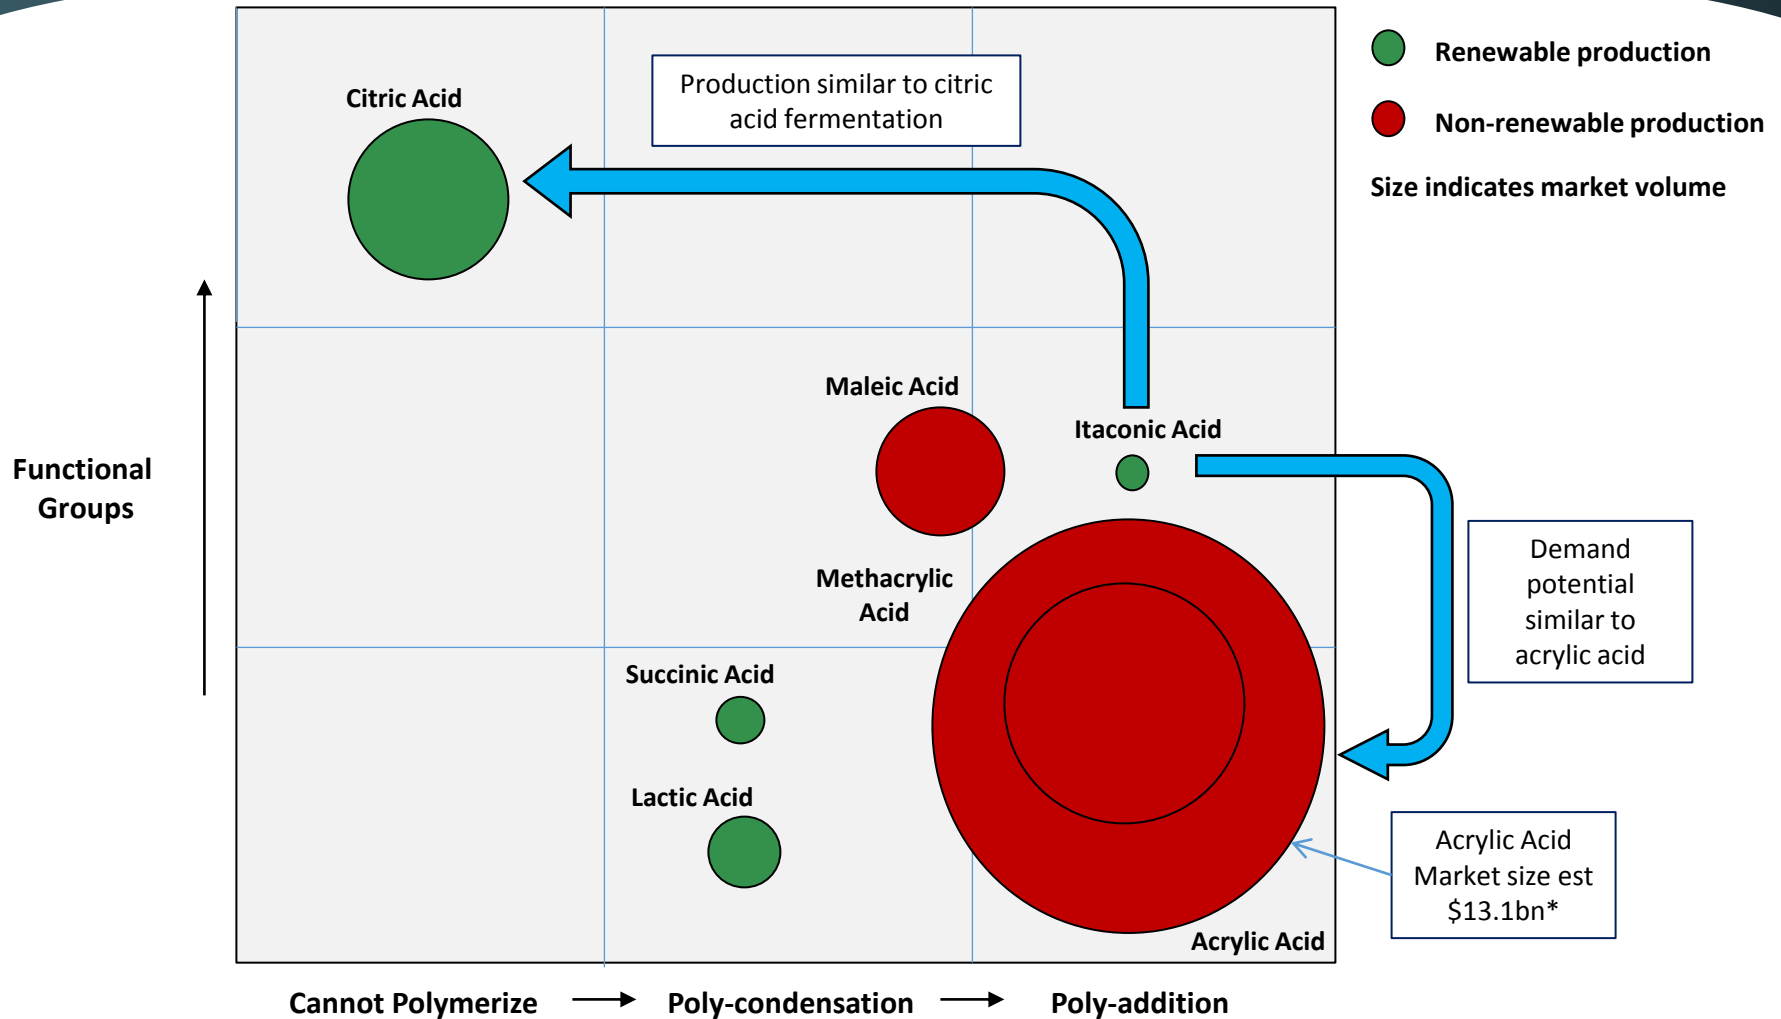 Renewable production
Non-renewable production
Size indicates market volume
Citric Acid
Production similar to citric
acid fermentation
Maleic Acid
Itaconic Acid
Functional
Groups
Methacrylic
Acid
Demand
potential
similar to
acrylic acid
Succinic Acid
Lactic Acid
Acrylic Acid
Market size est
$13.1bn*
Acrylic Acid
Cannot Polymerize
Poly-condensation
Poly-addition